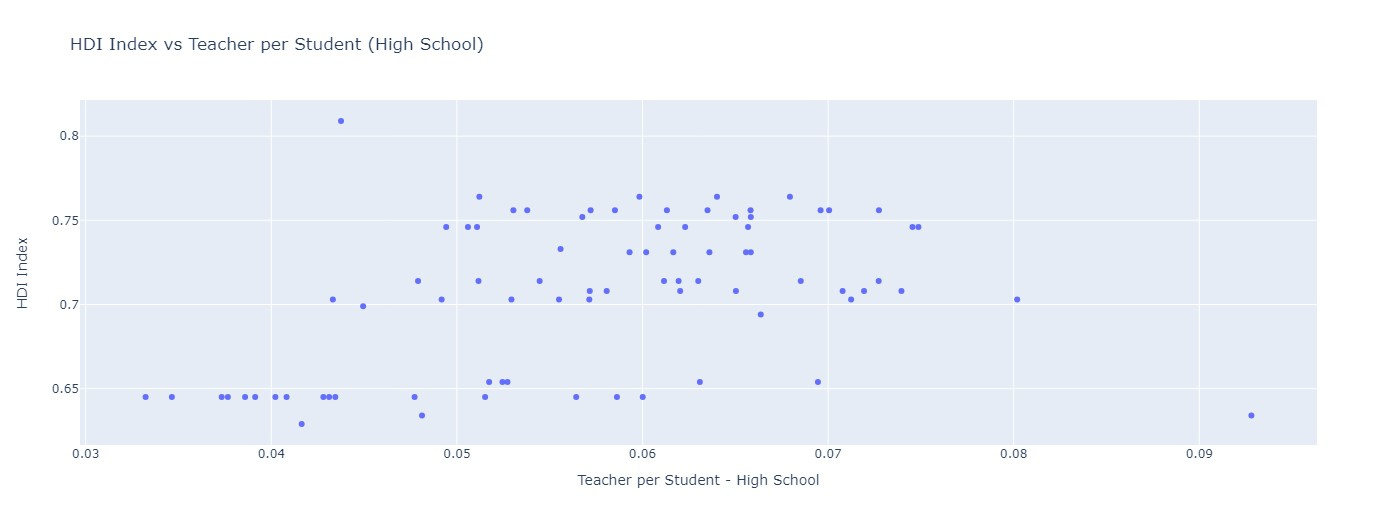 HDI Index vs Teacher per Student (High School)
0.8
0.75
0.7
0.65
HDI Index
0.03 0.04 0.05 0.06 0.07 0.08 0.09
Teacher per Student - High School